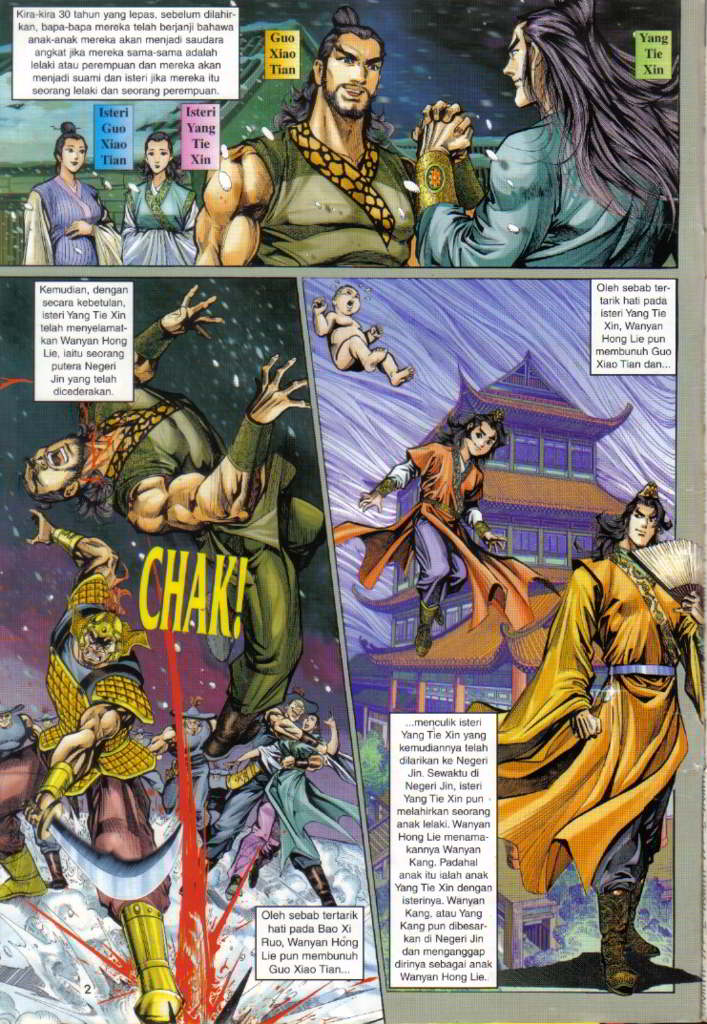 Kira-kira 30 tahun yang lepas, sebelum dilahir-
kan, bapa-bapa mereka telah berjanji bahawa
anak-anak mereka akan menjadi saudara
angkat jika mereka sama-sama adalah
lelaki atau perempuan dan mereka akan
menjadi suami dan isteri jika mereka itu
seorang lelaki dan seorang perempuan.
Guo
Xiao
Tian
Yang
Tie
Xin
Isteri
Guo
Xiao
Tian
Isteri
Yang
Tie
Xin
Kemudian, dengan
secara kebetulan,
isteri Yang Tie Xin
telah menyelamat-
kan Wanyan Hong
Lie, iaitu seorang
putera Negeri
Jin yang telah
dicederakan.
CHAK!
Oleh sebab tertarik
hati pada Bao Xi
Ruo, Wanyan Hong
Lie pun membunuh
Guo Xiao Tian...
Oleh sebab ter-
tarik hati pada
isteri Yang Tie
Xin, Wanyan
Hong Lie pun
membunuh Guo
Xiao Tian dan...
...menculik isteri
Yang Tie Xin yang
kemudiannya telah
dilarikan ke Negeri
Jin. Sewaktu di
Negeri Jin, isteri
Yang Tie Xin pun
melahirkan seorang
anak lelaki. Wanyan
Hong Lie menama-
kannya Wanyan
Kang. Padahal
anak itu ialah anak
Yang Tie Xin dengan
isterinya. Wanyan
Kang, atau Yang
Kang pun dibesar-
kan di Negeri Jin
dan menganggap
dirinya sebagai anak
Wanyan Hong Lie.
2